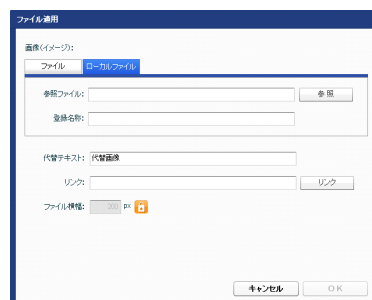 ファイル適用
画像(イメージ):
ファイル ローカルファイル
参照ファイル: 参照
登録名称:
代替テキスト: 代替画像
リンク: リンク
ファイル横幅: 200 px
キャンセル OK